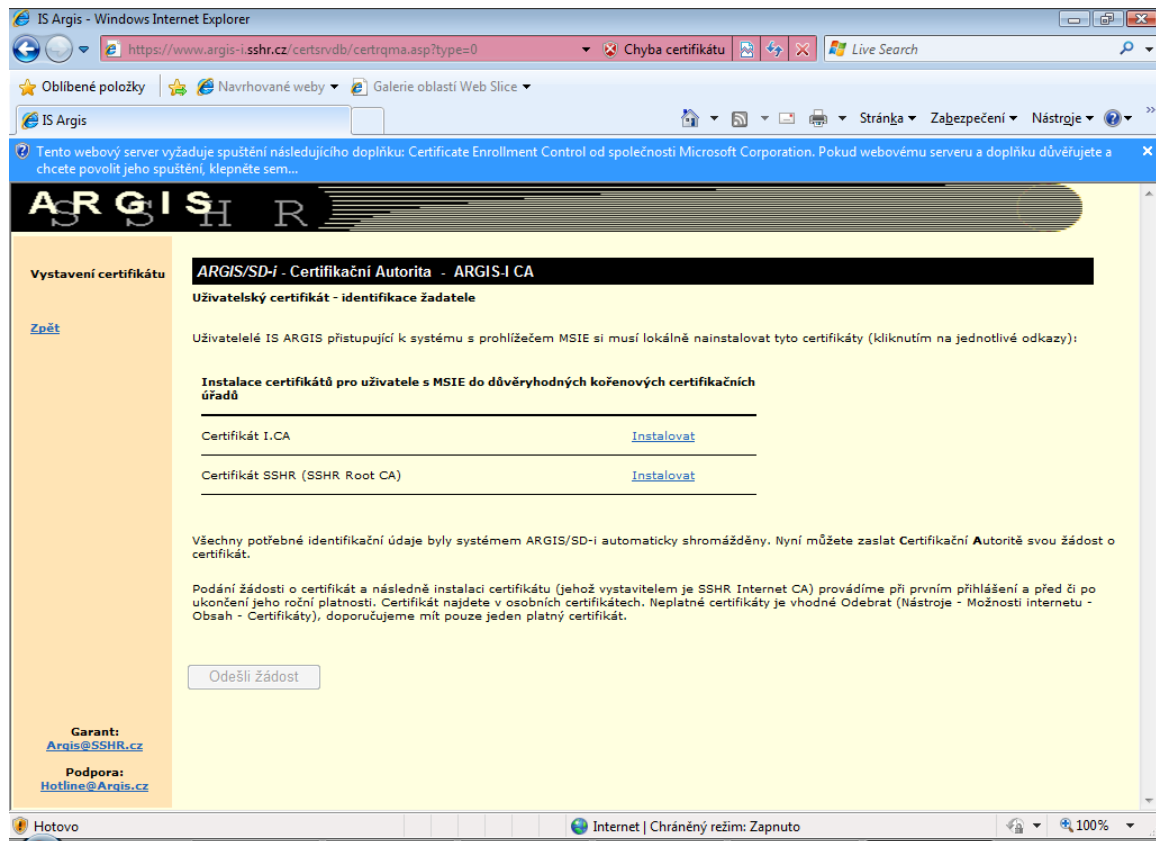 IS Argis - Windows Internet Explorer
https://www.argis-i.sshr.cz/certsrvdb/certrqma.asp?type=0
Chyba certifikátu
Live Search
Oblíbené položky
Navrhované weby
Galerie oblastí Web Slice
IS Argis
Stránka
Zabezpečení
Nástroje
»
Tento webový server vyžaduje spuštění následujícího doplňku: Certificate Enrollment Control od společnosti Microsoft Corporation. Pokud webovému serveru a doplňku důvěřujete a
chcete povolit jeho spuštění, klepněte sem...
ARGIS
SSHR
Vystavení certifikátu
Zpět
ARGIS/SD-i - Certifikační Autorita - ARGIS-I CA
Uživatelský certifikát - identifikace žadatele
Uživatelelé IS ARGIS přistupující k systému s prohlížečem MSIE si musí lokálně nainstalovat tyto certifikáty (kliknutím na jednotlivé odkazy):
Instalace certifikátů pro uživatele s MSIE do důvěryhodných kořenových certifikačních
úřadů
Certifikát I.CA Instalovat
Certifikát SSHR (SSHR Root CA) Instalovat
Všechny potřebné identifikační údaje byly systémem ARGIS/SD-i automaticky shromážděny. Nyní můžete zaslat Certifikační Autoritě svou žádost o
certifikát.
Podání žádosti o certifikát a následně instalaci certifikátu (jehož vystavitelem je SSHR Internet CA) provádíme při prvním přihlášení a před či po
ukončení jeho roční platnosti. Certifikát najdete v osobních certifikátech. Neplatné certifikáty je vhodné Odebrat (Nástroje - Možnosti internetu -
Obsah - Certifikáty), doporučujeme mít pouze jeden platný certifikát.
Odešli žádost
Garant:
Argis@SSHR.cz
Podpora:
Hotline@Argis.cz
Hotovo
Internet | Chráněný režim: Zapnuto
100%